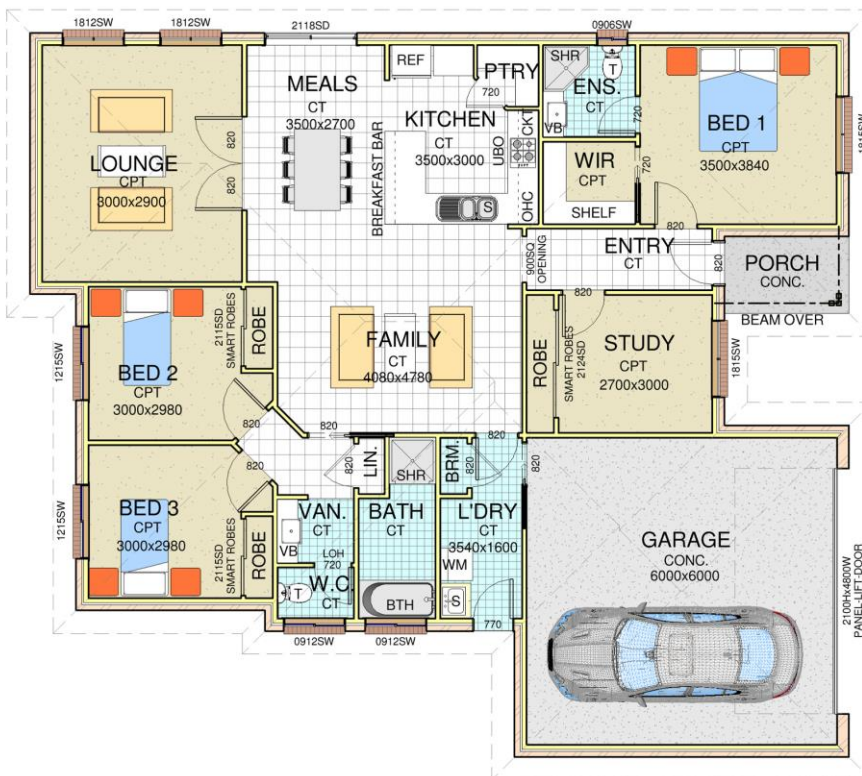 1812SW
1812SW
2118SD
0906SW
MEALS
CT
3500x2700
REF
PTRY
720
SHR
T
ENS.
CT
VB
720
BED 1
CPT
3500x3840
1815SW
LOUNGE
CPT
3000x2900
820
820
BREAKFAST BAR
KITCHEN
CT
3500x3000
UBO
CKT
OHC
S
WIR
CPT
SHELF
720
820
ENTRY
CT
900SQ
OPENING
820
820
PORCH
CONC.
BEAM OVER
FAMILY
CT
4080x4780
ROBE
SMART ROBES
2124SD
STUDY
CPT
2700x3000
1815SW
1215SW
BED 2
CPT
3000x2980
2115SD
SMART ROBES
ROBE
820
820
1215SW
BED 3
CPT
3000x2980
2115SD
SMART ROBES
ROBE
820
820
LIN.
VAN.
CT
VB
LOH
720
W.C.
CT
T
0912SW
SHR
BATH
CT
BTH
0912SW
BRM.
820
820
820
L'DRY
CT
3540x1600
WM
S
770
GARAGE
CONC.
6000x6000
2100Hx4800W
PANEL-LIFT-DOOR